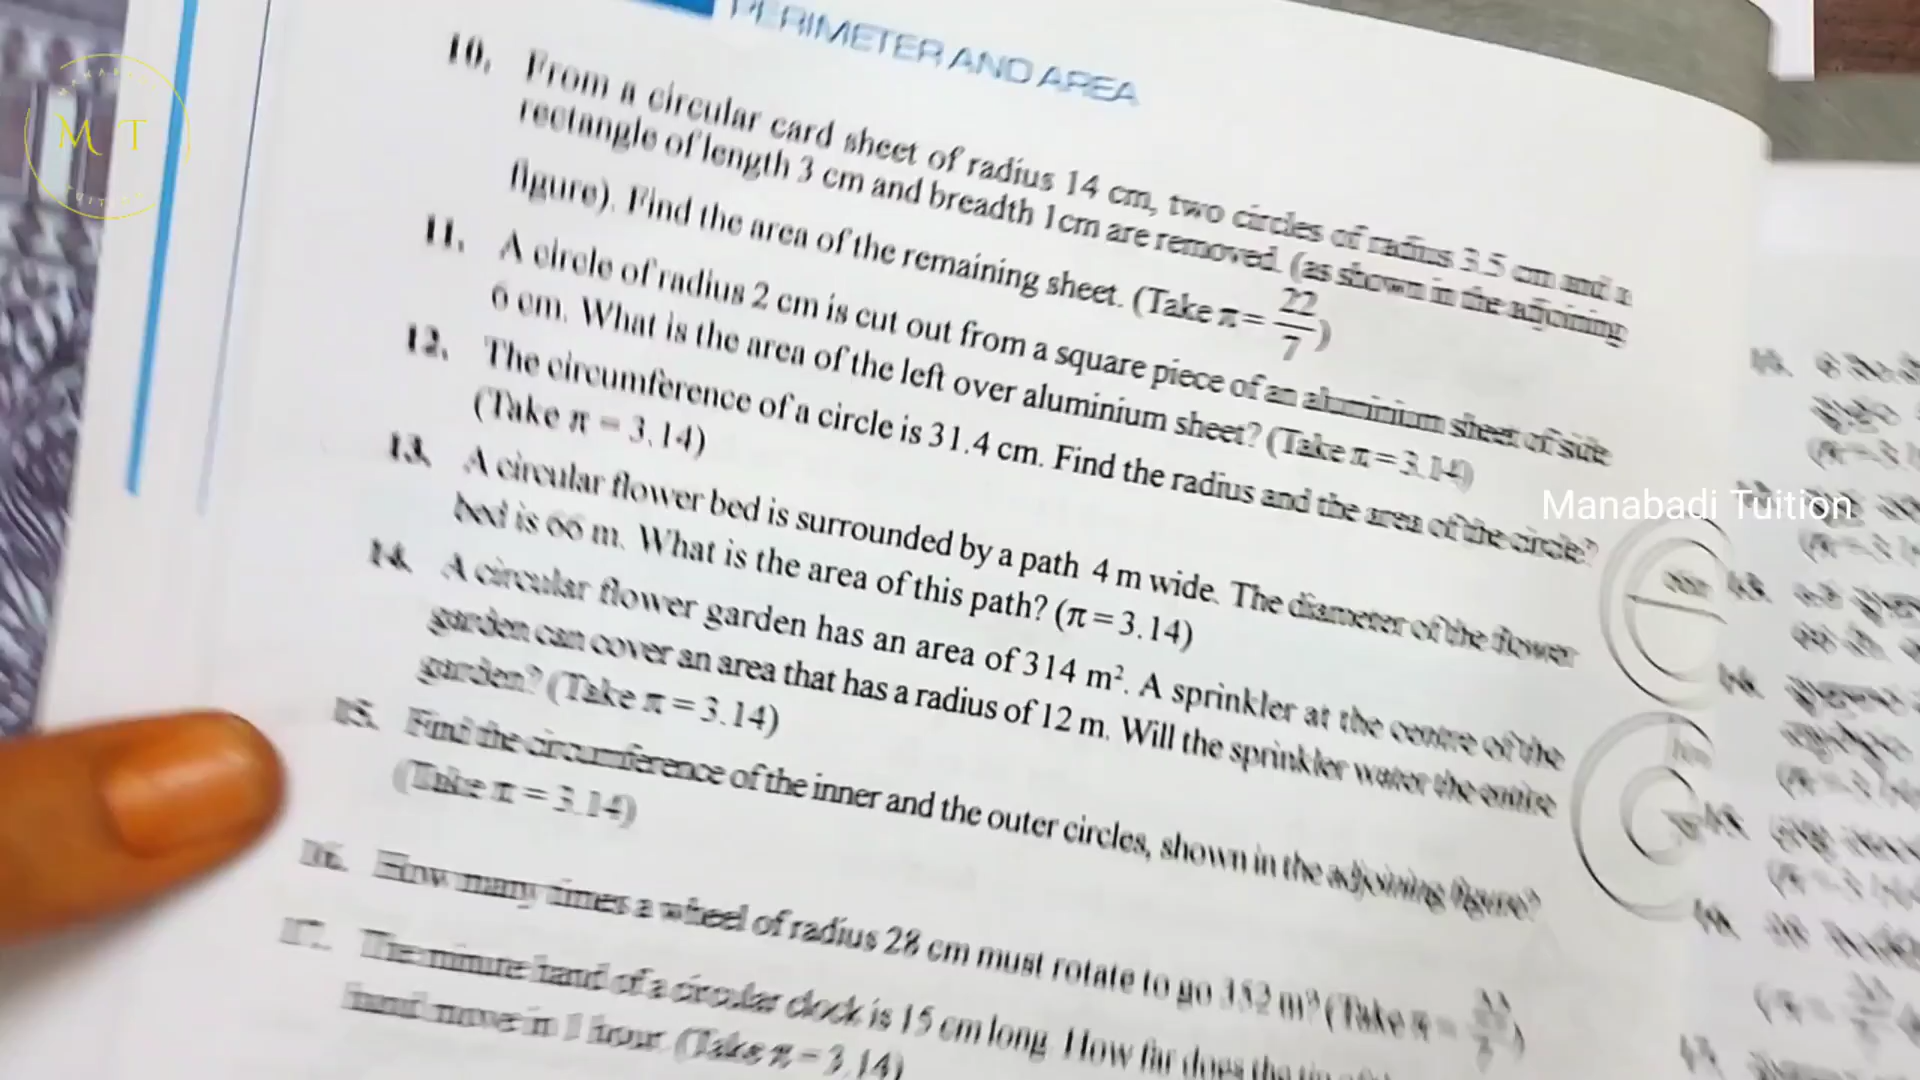 PERIMETER AND AREA
10. From a circular card sheet of radius 14 cm, two circles of radius 3.5 cm and a
rectangle of length 3 cm and breadth 1cm are removed. (as shown in the adjoining
figure). Find the area of the remaining sheet. (Take π = 22/7)
11. A circle of radius 2 cm is cut out from a square piece of an aluminium sheet of side
6 cm. What is the area of the left over aluminium sheet? (Take π = 3.14)
12. The circumference of a circle is 31.4 cm. Find the radius and the area of the circle?
(Take π = 3.14)
13. A circular flower bed is surrounded by a path 4 m wide. The diameter of the flower
bed is 66 m. What is the area of this path? (π = 3.14)
14. A circular flower garden has an area of 314 m². A sprinkler at the centre of the
garden can cover an area that has a radius of 12 m. Will the sprinkler water the entire
garden? (Take π = 3.14)
15. Find the circumference of the inner and the outer circles, shown in the adjoining figure?
(Take π = 3.14)
16. How many times a wheel of radius 28 cm must rotate to go 352 m? (Take π = 22/7)
17. The minute hand of a circular clock is 15 cm long. How far does the tip of
hand move in 1 hour. (Take π = 3.14)
M T
TUITION
Manabadi Tuition